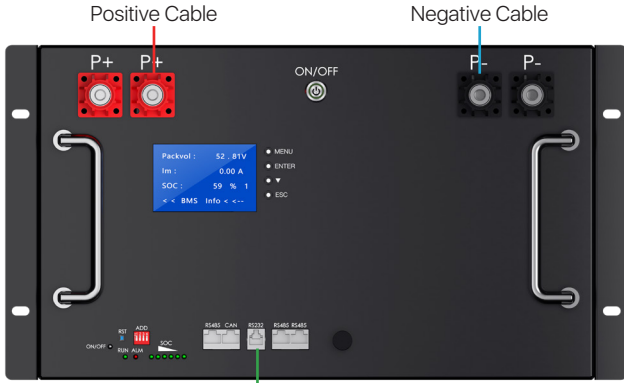 Positive Cable
Negative Cable
P+ P+
ON/OFF
P- P-
Packvol : 52 . 81V
Im : 0.00 A
SOC : 59 % 1
< < BMS Info < <--
MENU
ENTER
▼
ESC
RST ADD
ON/OFF
RUN ALM
SOC
RS485 CAN RS232 RS485 RS485